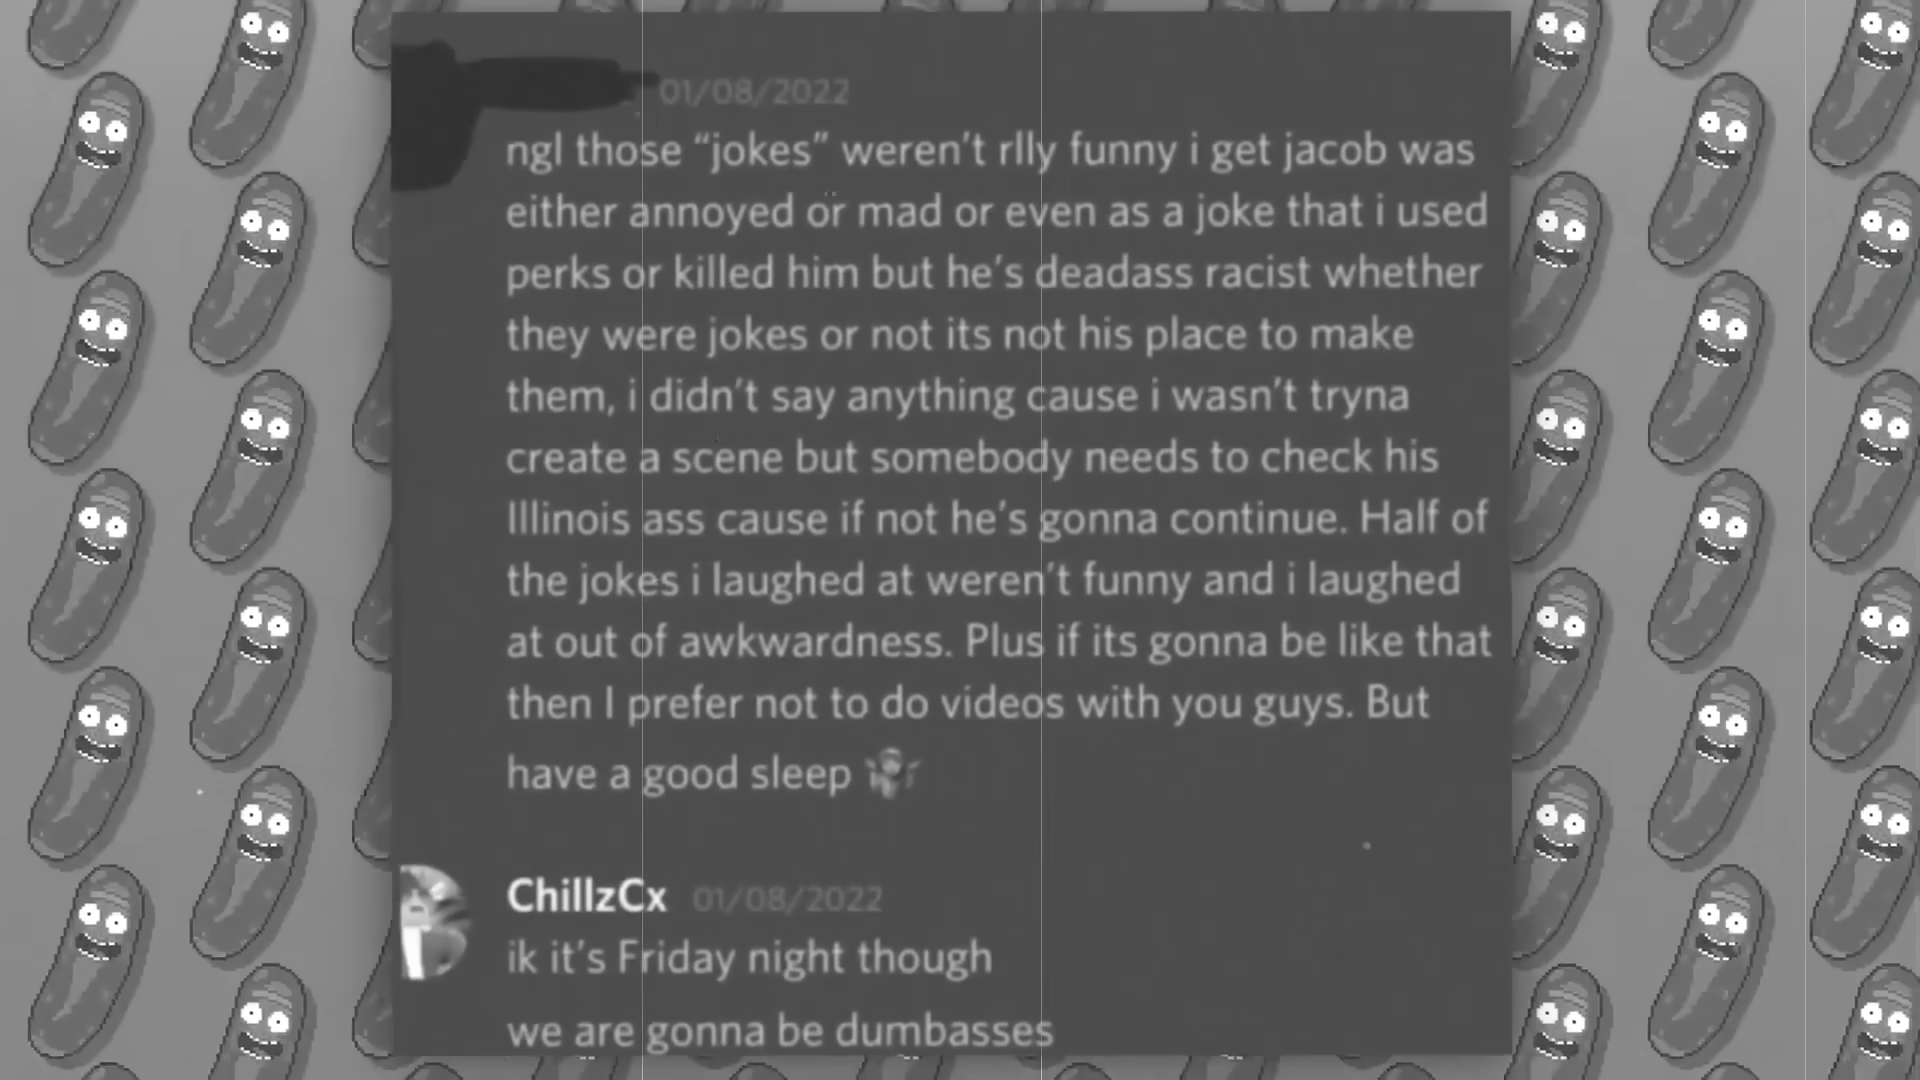 01/08/2022
ngl those “jokes” weren’t rlly funny i get jacob was
either annoyed or mad or even as a joke that i used
perks or killed him but he’s deadass racist whether
they were jokes or not its not his place to make
them, i didn’t say anything cause i wasn’t tryna
create a scene but somebody needs to check his
Illinois ass cause if not he’s gonna continue. Half of
the jokes i laughed at weren’t funny and i laughed
at out of awkwardness. Plus if its gonna be like that
then I prefer not to do videos with you guys. But
have a good sleep 🤷
ChillzCx 01/08/2022
ik it’s Friday night though
we are gonna be dumbasses